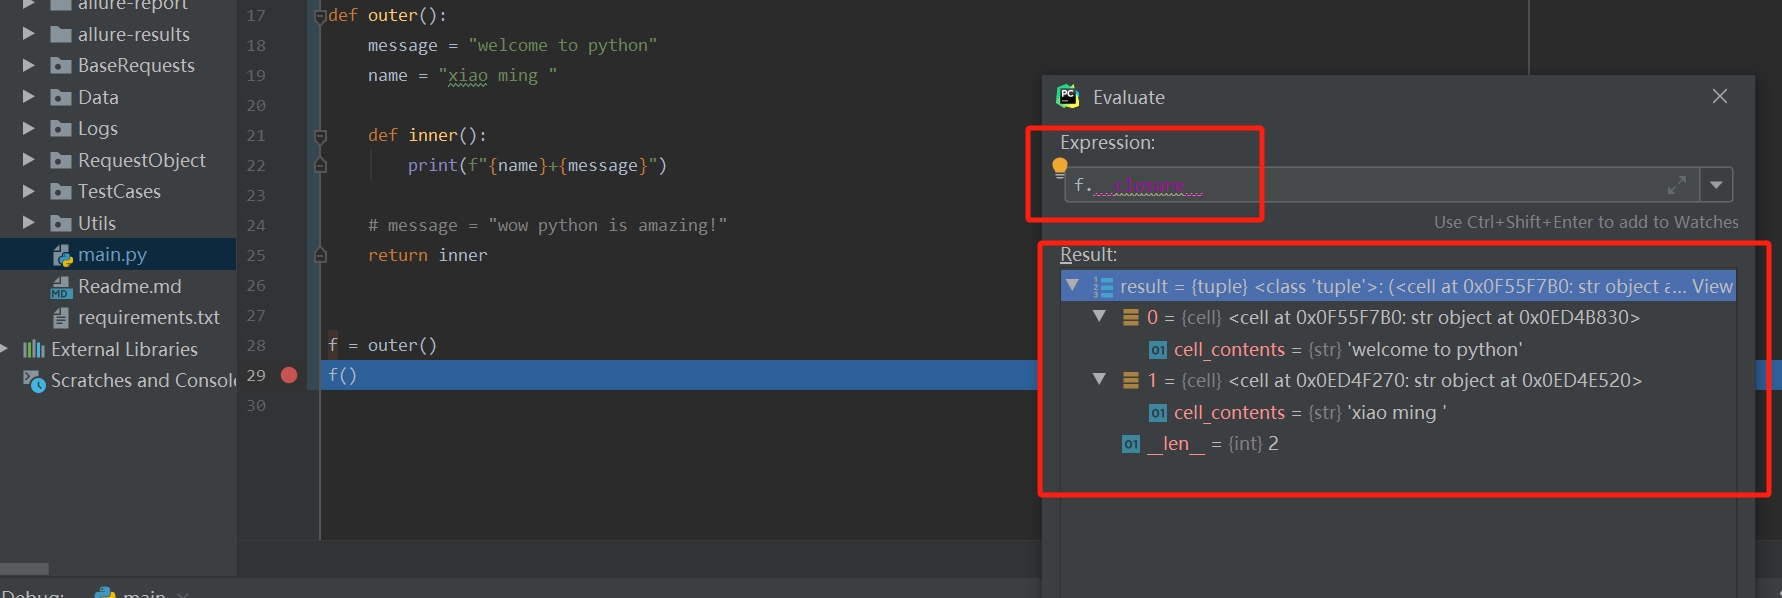 allure-report
allure-results
BaseRequests
Data
Logs
RequestObject
TestCases
Utils
main.py
Readme.md
requirements.txt
External Libraries
Scratches and Console
17 def outer():
18 message = "welcome to python"
19 name = "xiao ming "
20
21 def inner():
22 print(f"{name}+{message}")
23
24 # message = "wow python is amazing!"
25 return inner
26
27
28 f = outer()
29 f()
30
Evaluate
Expression:
f.__closure__
Use Ctrl+Shift+Enter to add to Watches
Result:
result = {tuple} <class 'tuple'>: (<cell at 0x0F55F7B0: str object a... View
0 = {cell} <cell at 0x0F55F7B0: str object at 0x0ED4B830>
01 cell_contents = {str} 'welcome to python'
1 = {cell} <cell at 0x0ED4F270: str object at 0x0ED4E520>
01 cell_contents = {str} 'xiao ming '
01 __len__ = {int} 2
Debug: main